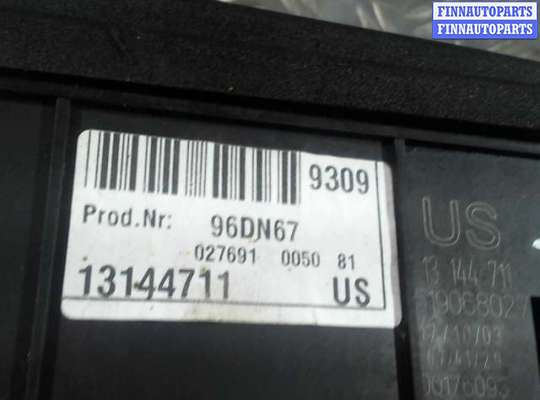 FINNAUTOPARTS
FINNAUTOPARTS
9309
Prod.Nr: 96DN67
027691 0050 81
13144711 US
US
13 144 711